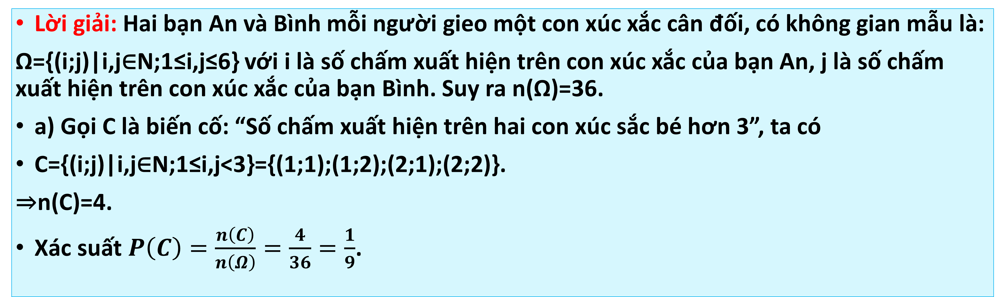 • Lời giải: Hai bạn An và Bình mỗi người gieo một con xúc xắc cân đối, có không gian mẫu là:
Ω={(i;j)|i,j∈N;1≤i,j≤6} với i là số chấm xuất hiện trên con xúc xắc của bạn An, j là số chấm
xuất hiện trên con xúc xắc của bạn Bình. Suy ra n(Ω)=36.
• a) Gọi C là biến cố: “Số chấm xuất hiện trên hai con xúc sắc bé hơn 3”, ta có
• C={(i;j)|i,j∈N;1≤i,j<3}={(1;1);(1;2);(2;1);(2;2)}.
⇒n(C)=4.
• Xác suất P(C) = n(C)/n(Ω) = 4/36 = 1/9.